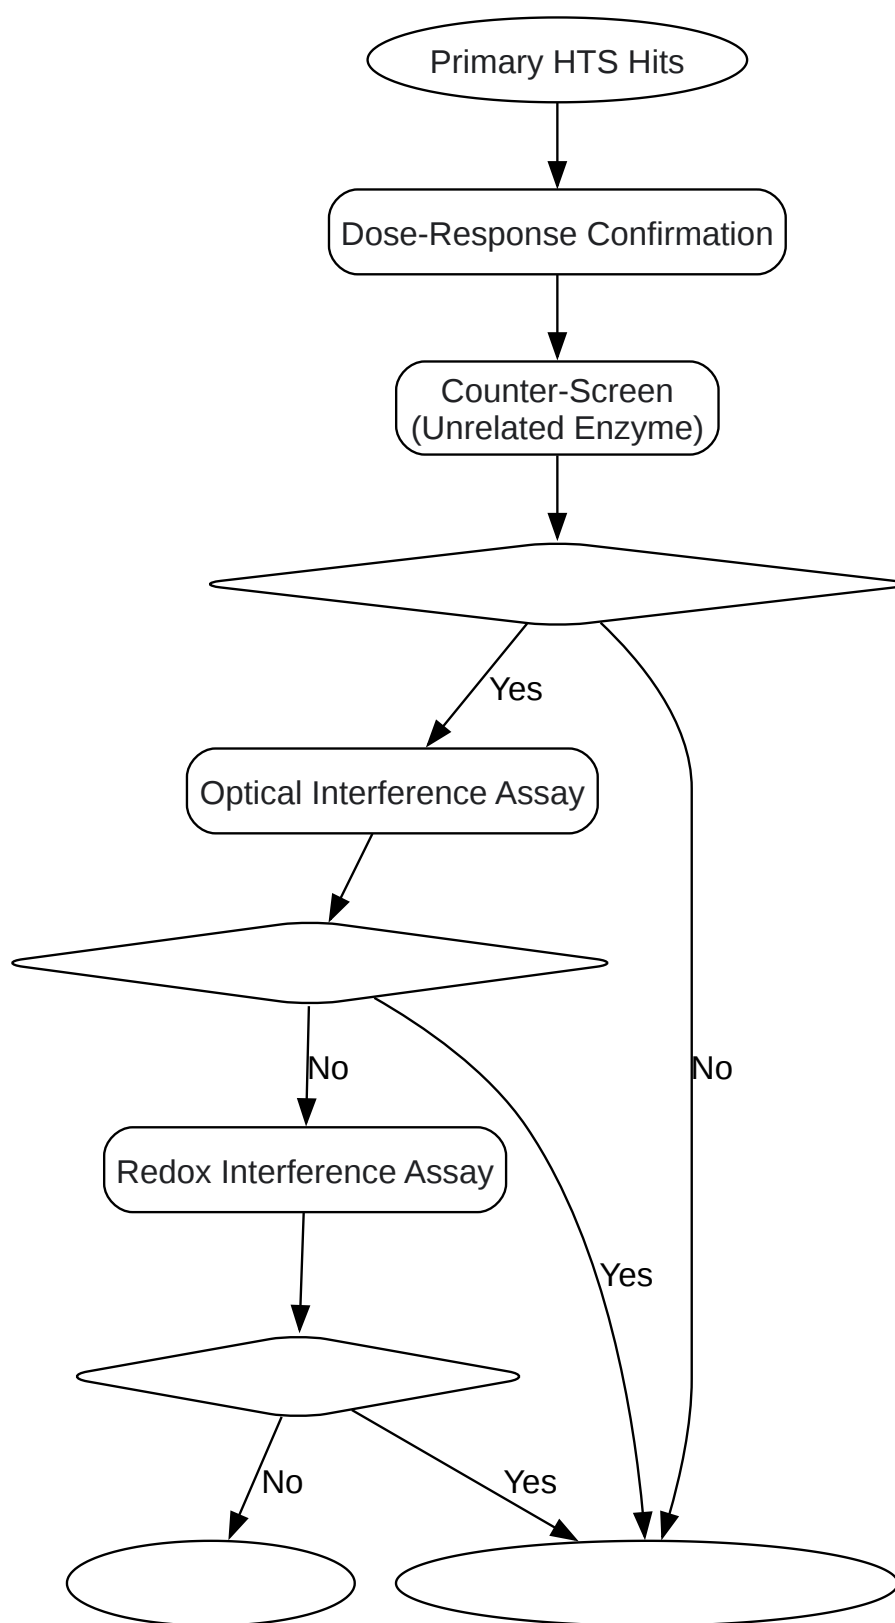 Primary HTS Hits
Dose-Response Confirmation
Counter-Screen
(Unrelated Enzyme)
Yes
Optical Interference Assay
No
No
Redox Interference Assay
Yes
No
Yes